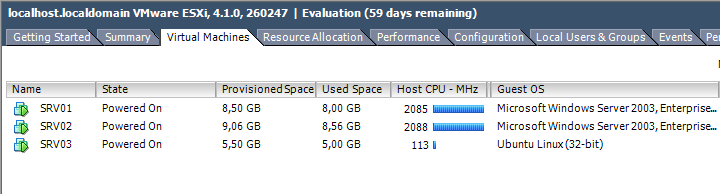 localhost.localdomain VMware ESXi, 4.1.0, 260247 | Evaluation (59 days remaining)
Getting Started Summary Virtual Machines Resource Allocation Performance Configuration Local Users & Groups Events Pe
Name State Provisioned Space Used Space Host CPU - MHz Guest OS
SRV01 Powered On 8,50 GB 8,00 GB 2085 Microsoft Windows Server 2003, Enterprise...
SRV02 Powered On 9,06 GB 8,56 GB 2088 Microsoft Windows Server 2003, Enterprise...
SRV03 Powered On 5,50 GB 5,00 GB 113 Ubuntu Linux (32-bit)